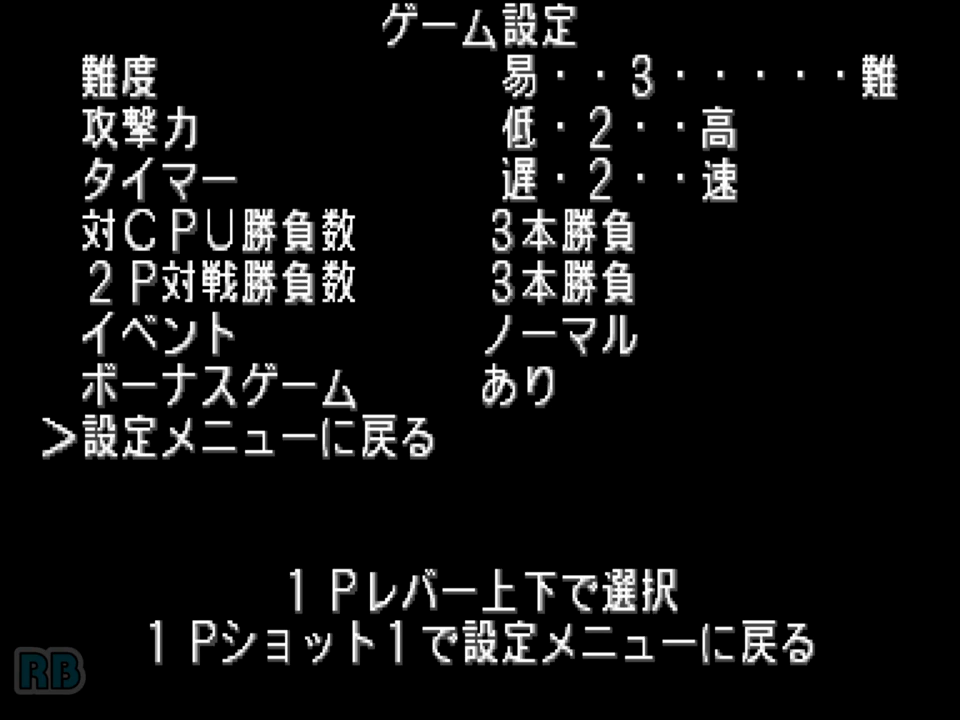 ゲーム設定
難度 易・・3・・・・・難
攻撃力 低・2・・高
タイマー 遅・2・・速
対CPU勝負数 3本勝負
2P対戦勝負数 3本勝負
イベント ノーマル
ボーナスゲーム あり
>設定メニューに戻る
1Pレバー上下で選択
1Pショット1で設定メニューに戻る
RB